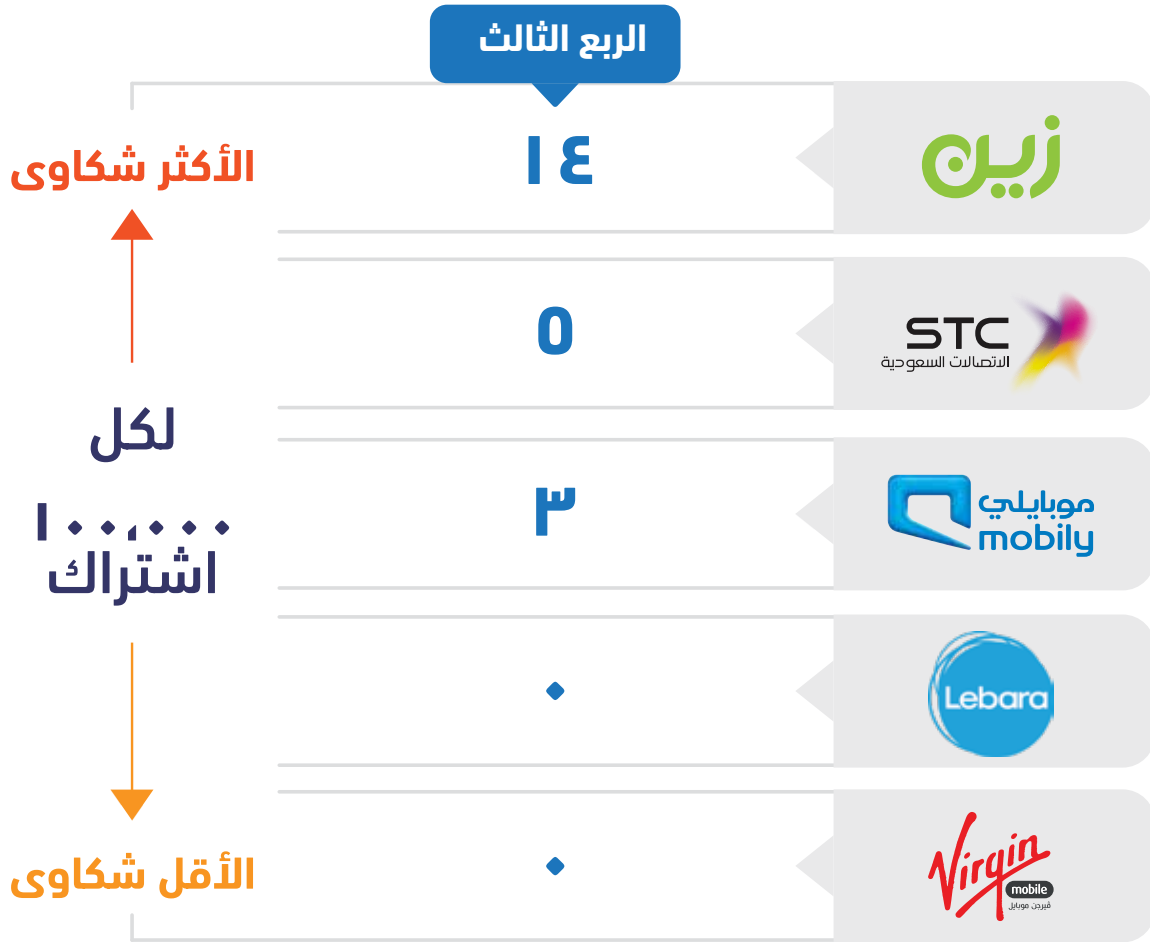 الربع الثالث
زين
١٤
الأكثر شكاوى
STC
الاتصالات السعودية
٥
موبايلي
mobily
٣
لكل
١٠٠،٠٠٠
اشتراك
Lebara
٠
Virgin
mobile
ڤيرجن موبايل
٠
الأقل شكاوى